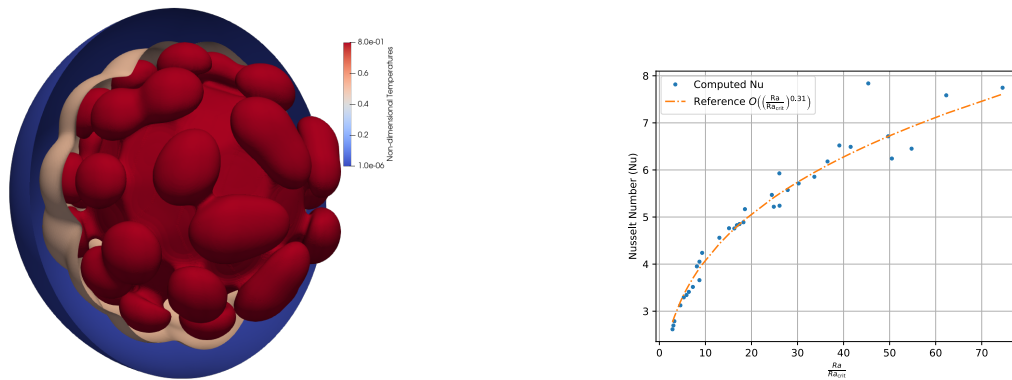 8.0e-01
0.6
0.4
0.2
1.0e-06
Non-dimensional Temperatures
Computed Nu
Reference O((Ra/Ra_crit)^0.31)
8
7
6
5
4
3
Nusselt Number (Nu)
0 10 20 30 40 50 60 70
Ra/Ra_crit